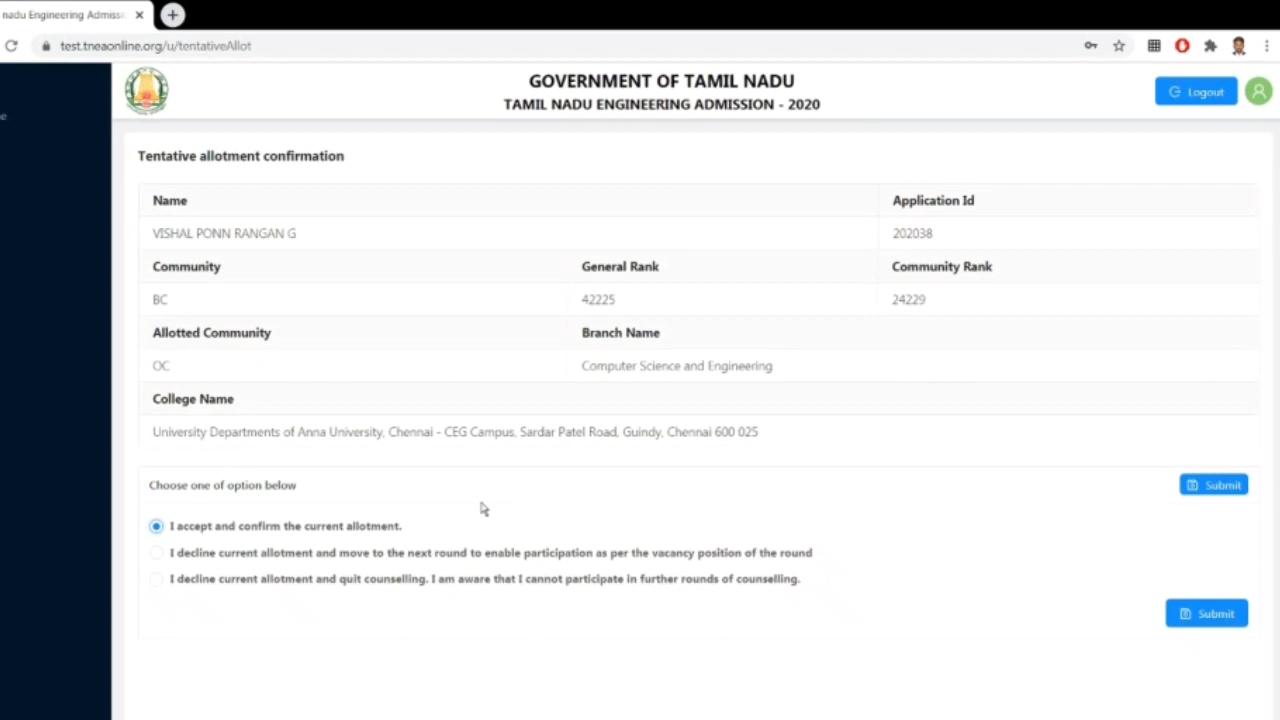 nadu Engineering Admissi
test.tneaonline.org/u/tentativeAllot
GOVERNMENT OF TAMIL NADU
TAMIL NADU ENGINEERING ADMISSION - 2020
Logout
e
Tentative allotment confirmation
Name Application Id
VISHAL PONN RANGAN G 202038
Community General Rank Community Rank
BC 42225 24229
Allotted Community Branch Name
OC Computer Science and Engineering
College Name
University Departments of Anna University, Chennai - CEG Campus, Sardar Patel Road, Guindy, Chennai 600 025
Choose one of option below Submit
I accept and confirm the current allotment.
I decline current allotment and move to the next round to enable participation as per the vacancy position of the round
I decline current allotment and quit counselling. I am aware that I cannot participate in further rounds of counselling.
Submit